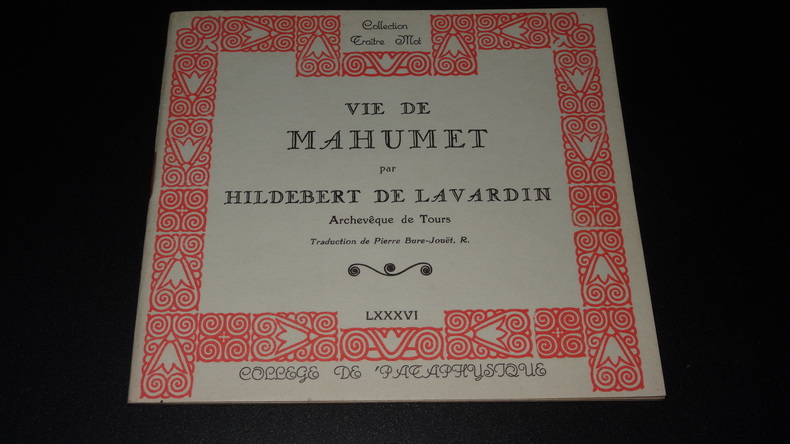 Collection
Traître Mot
VIE DE
MAHUMET
par
HILDEBERT DE LAVARDIN
Archevêque de Tours
Traduction de Pierre Bure-Jouët, R.
LXXXVI
COLLEGE DE 'PATAPHYSIQUE